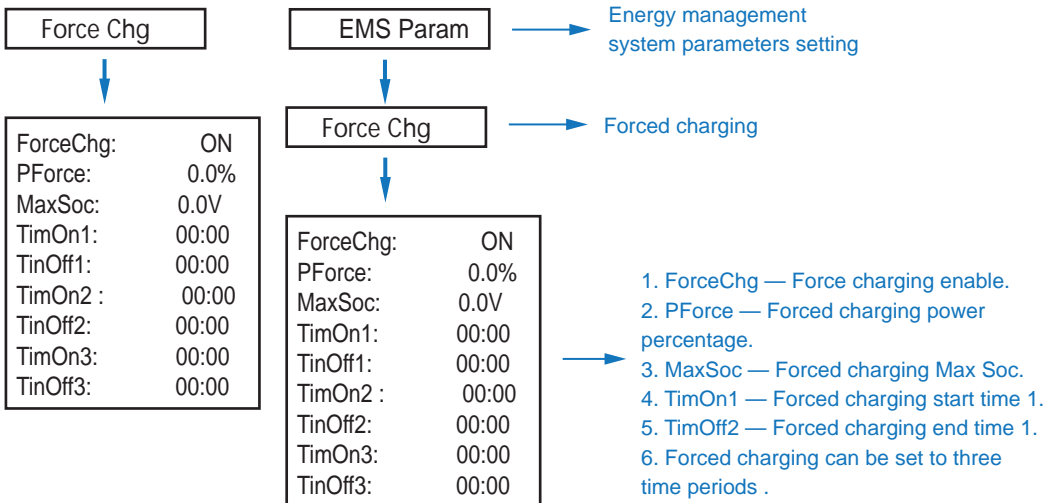 Force Chg
ForceChg: ON
PForce: 0.0%
MaxSoc: 0.0V
TimOn1: 00:00
TinOff1: 00:00
TimOn2 : 00:00
TinOff2: 00:00
TimOn3: 00:00
TinOff3: 00:00
EMS Param
Energy management
system parameters setting
Force Chg
Forced charging
ForceChg: ON
PForce: 0.0%
MaxSoc: 0.0V
TimOn1: 00:00
TinOff1: 00:00
TimOn2 : 00:00
TinOff2: 00:00
TimOn3: 00:00
TinOff3: 00:00
1. ForceChg — Force charging enable.
2. PForce — Forced charging power
percentage.
3. MaxSoc — Forced charging Max Soc.
4. TimOn1 — Forced charging start time 1.
5. TimOff2 — Forced charging end time 1.
6. Forced charging can be set to three
time periods .